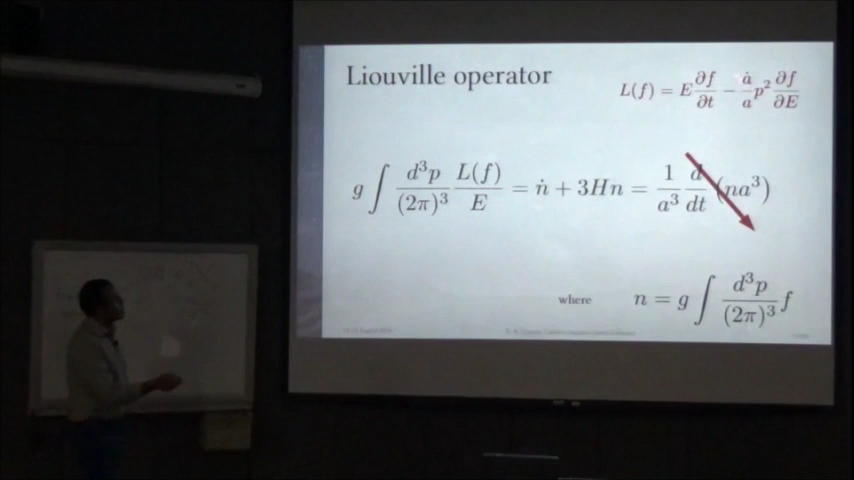 Liouville operator
L(f) = E ∂f/∂t − ȧ/a p² ∂f/∂E
g ∫ d³p/(2π)³ L(f)/E = ṅ + 3Hn = 1/a³ d/dt (na³)
where n = g ∫ d³p/(2π)³ f